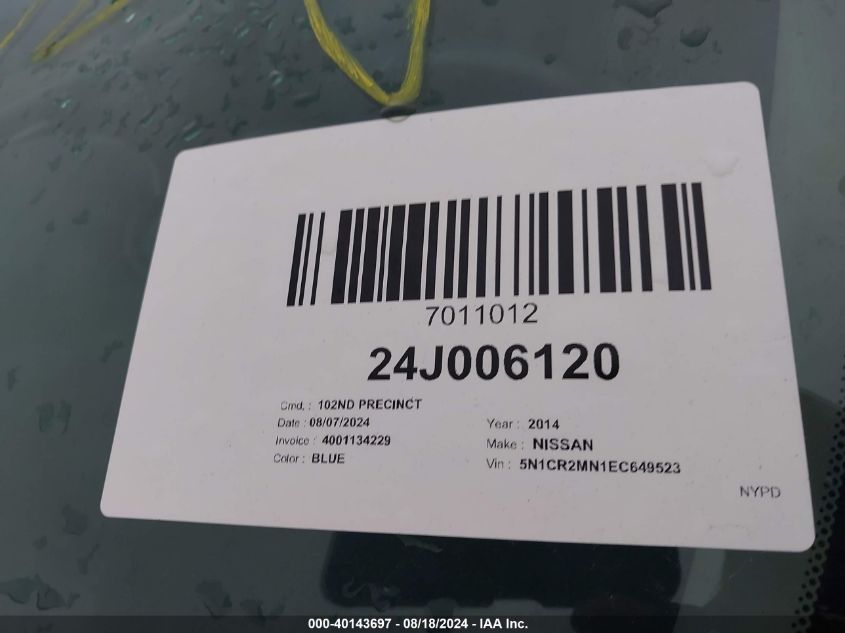 7011012
24J006120
Cmd. : 102ND PRECINCT
Date : 08/07/2024
Year : 2014
Invoice : 4001134229
Make : NISSAN
Color : BLUE
Vin : 5N1CR2MN1EC649523
NYPD
000-40143697 - 08/18/2024 - IAA Inc.